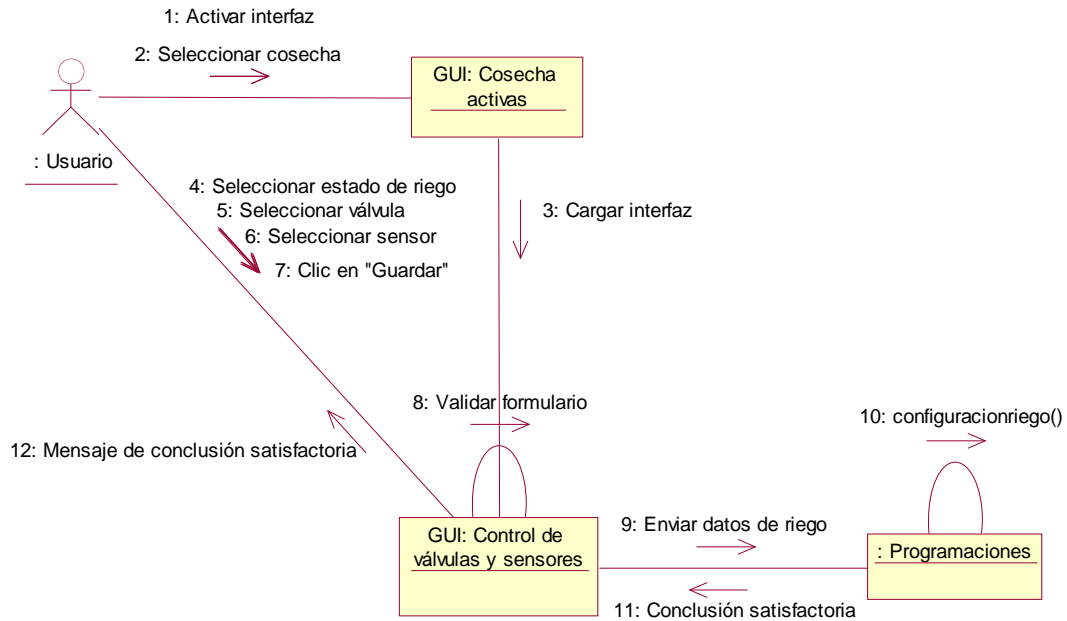 1: Activar interfaz
2: Seleccionar cosecha
GUI: Cosecha
activas
: Usuario
4: Seleccionar estado de riego
5: Seleccionar válvula
6: Seleccionar sensor
7: Clic en "Guardar"
3: Cargar interfaz
8: Validar formulario
10: configuracionriego()
12: Mensaje de conclusión satisfactoria
GUI: Control de
válvulas y sensores
9: Enviar datos de riego
: Programaciones
11: Conclusión satisfactoria